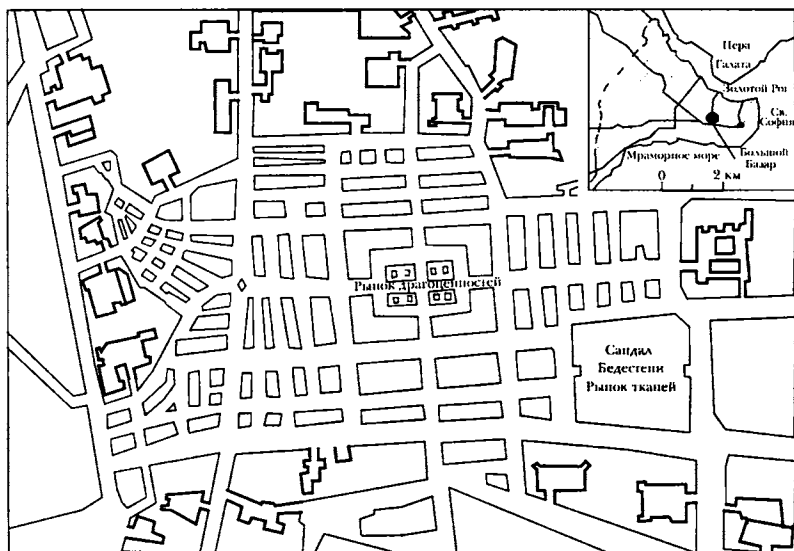 Пера
Галата
Золотой Рог
Св.
София
Большой
Базар
Мраморное море
0 2 км
Рынок драгоценностей
Сандал
Бедестени
Рынок тканей